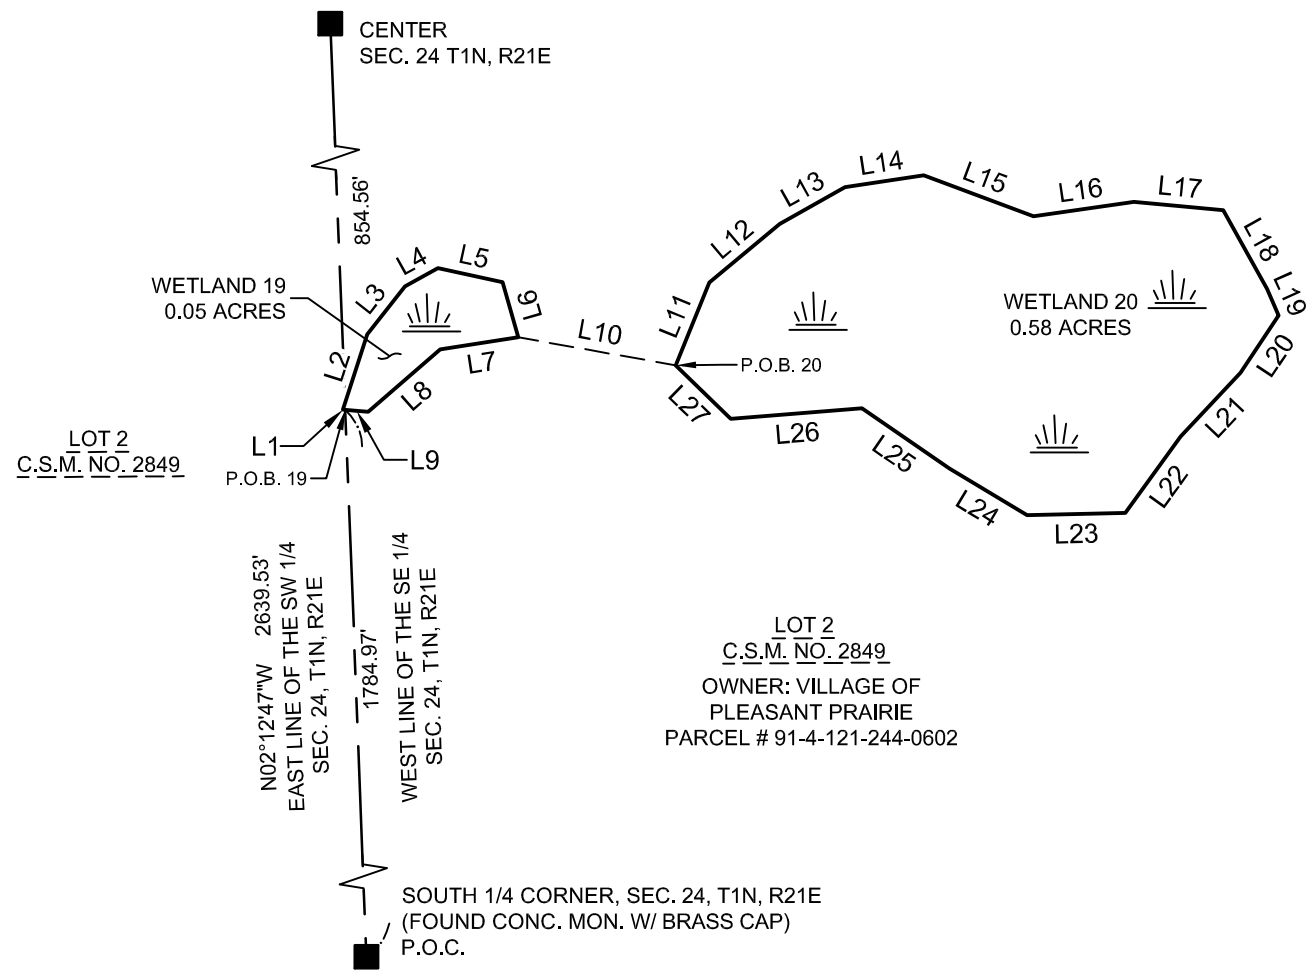 CENTER
SEC. 24 T1N, R21E
854.56'
WETLAND 19
0.05 ACRES
L1
L2
L3
L4
L5
L6
L7
L8
L9
P.O.B. 19
L10
L11
L12
L13
L14
L15
L16
L17
L18
L19
L20
L21
L22
L23
L24
L25
L26
L27
WETLAND 20
0.58 ACRES
P.O.B. 20
LOT 2
C.S.M. NO. 2849
N02°12'47"W 2639.53'
EAST LINE OF THE SW 1/4
SEC. 24, T1N, R21E
1784.97'
WEST LINE OF THE SE 1/4
SEC. 24, T1N, R21E
LOT 2
C.S.M. NO. 2849
OWNER: VILLAGE OF
PLEASANT PRAIRIE
PARCEL # 91-4-121-244-0602
SOUTH 1/4 CORNER, SEC. 24, T1N, R21E
(FOUND CONC. MON. W/ BRASS CAP)
P.O.C.